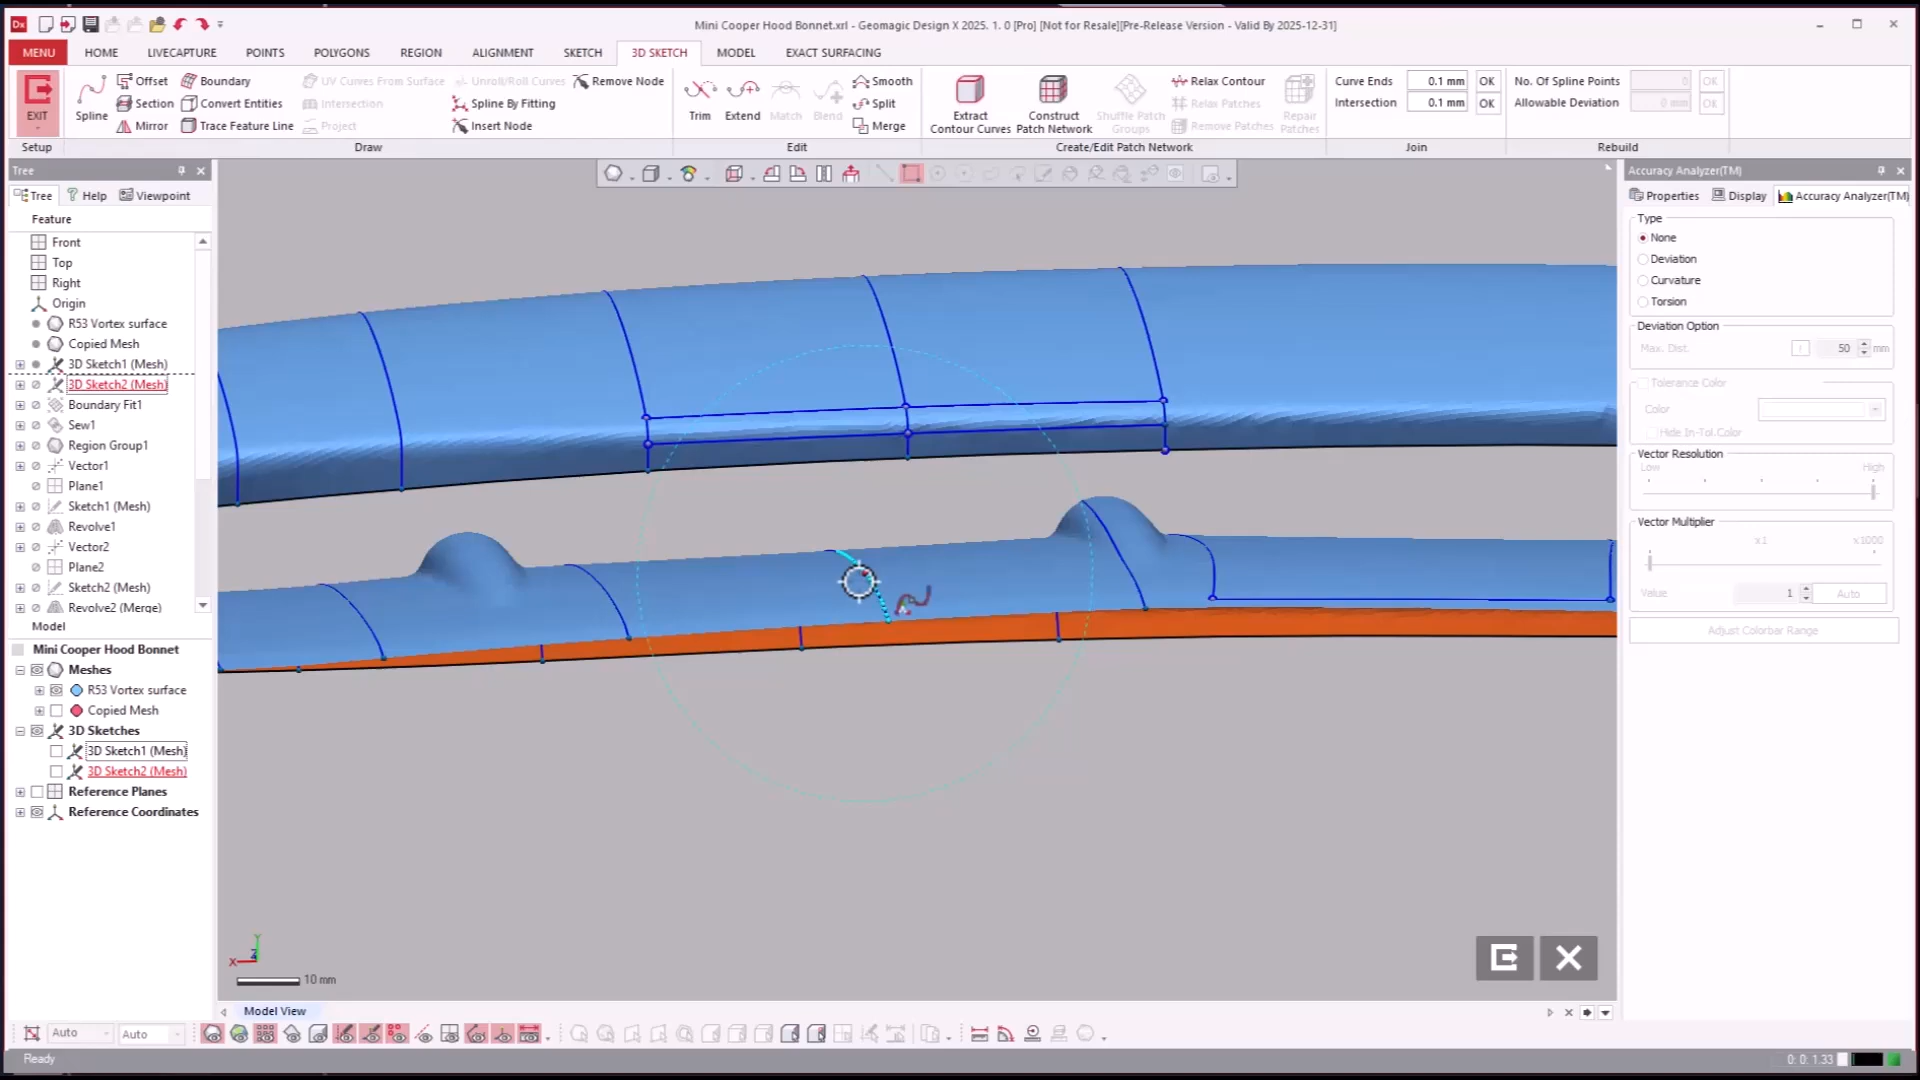 Dx
Mini Cooper Hood Bonnet.xrl - Geomagic Design X 2025. 1. 0 [Pro] [Not for Resale][Pre-Release Version - Valid By 2025-12-31]
MENU HOME LIVECAPTURE POINTS POLYGONS REGION ALIGNMENT SKETCH 3D SKETCH MODEL EXACT SURFACING
EXIT
Setup
Spline
Offset Boundary UV Curves From Surface Unroll/Roll Curves Remove Node
Section Convert Entities Intersection Spline By Fitting
Mirror Trace Feature Line Project Insert Node
Draw
Trim Extend Match Blend
Smooth
Split
Merge
Edit
Extract Contour Curves
Construct Patch Network
Shuffle Patch Groups
Relax Contour
Relax Patches
Remove Patches
Repair Patches
Create/Edit Patch Network
Curve Ends 0.1 mm OK
Intersection 0.1 mm OK
Join
No. Of Spline Points 0 OK
Allowable Deviation 0 mm OK
Rebuild
Tree
Tree Help Viewpoint
Feature
Front
Top
Right
Origin
R53 Vortex surface
Copied Mesh
3D Sketch1 (Mesh)
3D Sketch2 (Mesh)
Boundary Fit1
Sew1
Region Group1
Vector1
Plane1
Sketch1 (Mesh)
Revolve1
Vector2
Plane2
Sketch2 (Mesh)
Revolve2 (Merge)
Model
Mini Cooper Hood Bonnet
Meshes
R53 Vortex surface
Copied Mesh
3D Sketches
3D Sketch1 (Mesh)
3D Sketch2 (Mesh)
Reference Planes
Reference Coordinates
Y
Z
X
10 mm
Model View
Accuracy Analyzer(TM)
Properties Display Accuracy Analyzer(TM)
Type
None
Deviation
Curvature
Torsion
Deviation Option
Max. Dist. 50 mm
Tolerance Color
Color
Hide In-Tol.Color
Vector Resolution
Low High
Vector Multiplier
x1 x1000
Value 1 Auto
Adjust Colorbar Range
Auto Auto
Ready
0: 0: 1.33